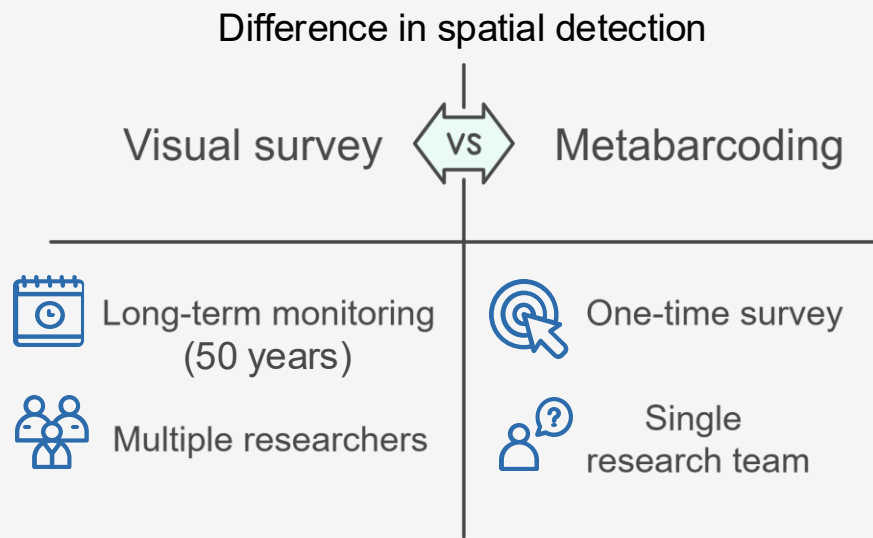 Difference in spatial detection
Visual survey
VS
Metabarcoding
Long-term monitoring
(50 years)
One-time survey
Multiple researchers
?
Single
research team